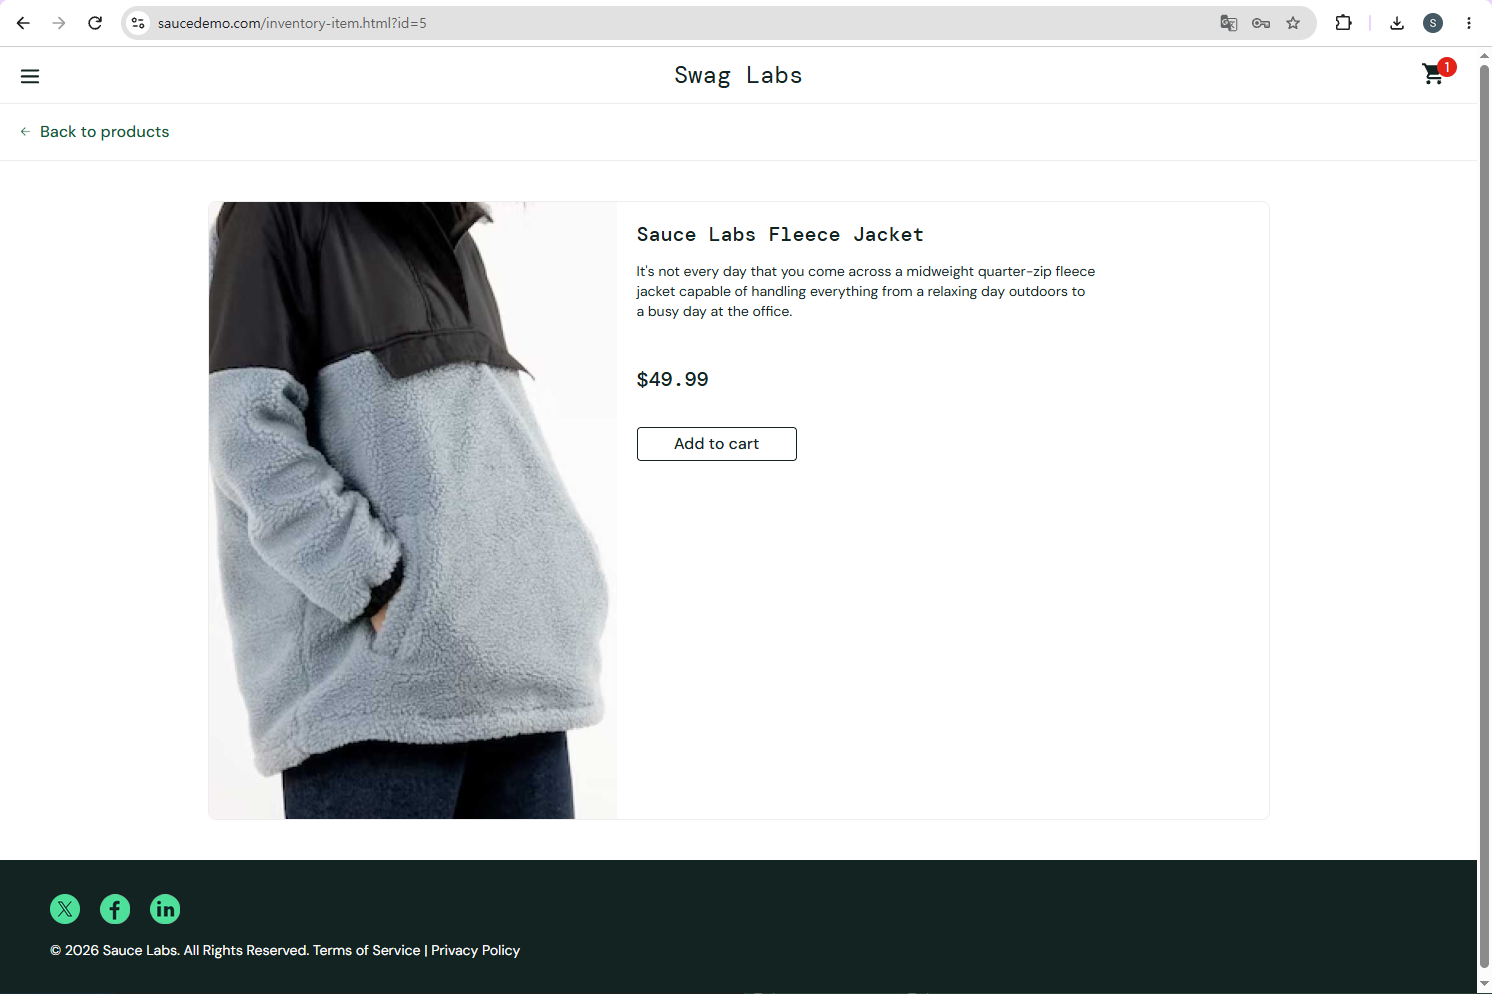 saucedemo.com/inventory-item.html?id=5
S
Swag Labs
1
Back to products
Sauce Labs Fleece Jacket
It's not every day that you come across a midweight quarter-zip fleece
jacket capable of handling everything from a relaxing day outdoors to
a busy day at the office.
$49.99
Add to cart
© 2026 Sauce Labs. All Rights Reserved. Terms of Service | Privacy Policy